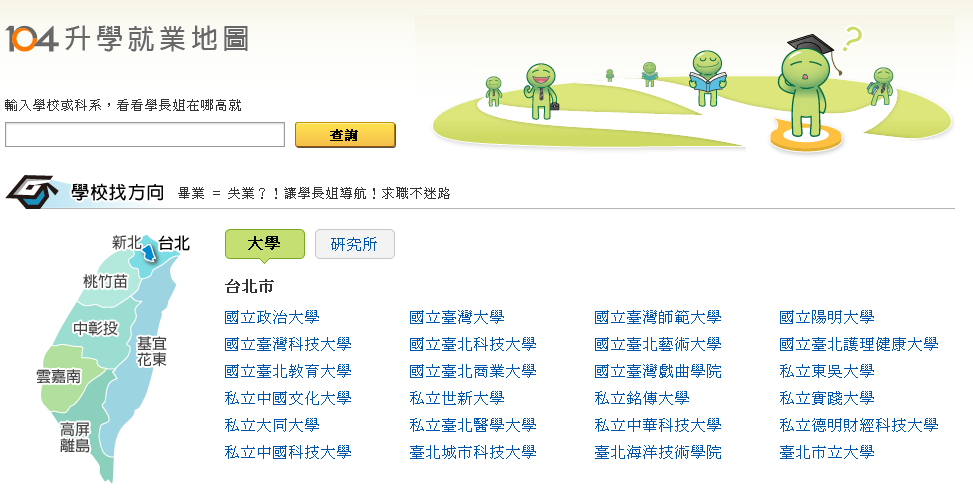 104升學就業地圖
輸入學校或科系，看看學長姐在哪高就
查詢
學校找方向 畢業 = 失業？！讓學長姐導航！求職不迷路
新北 台北
桃竹苗
中彰投
基宜
花東
雲嘉南
高屏
離島
大學 研究所
台北市
國立政治大學 國立臺灣大學 國立臺灣師範大學 國立陽明大學
國立臺灣科技大學 國立臺北科技大學 國立臺北藝術大學 國立臺北護理健康大學
國立臺北教育大學 國立臺北商業大學 國立臺灣戲曲學院 私立東吳大學
私立中國文化大學 私立世新大學 私立銘傳大學 私立實踐大學
私立大同大學 私立臺北醫學大學 私立中華科技大學 私立德明財經科技大學
私立中國科技大學 臺北城市科技大學 臺北海洋技術學院 臺北市立大學